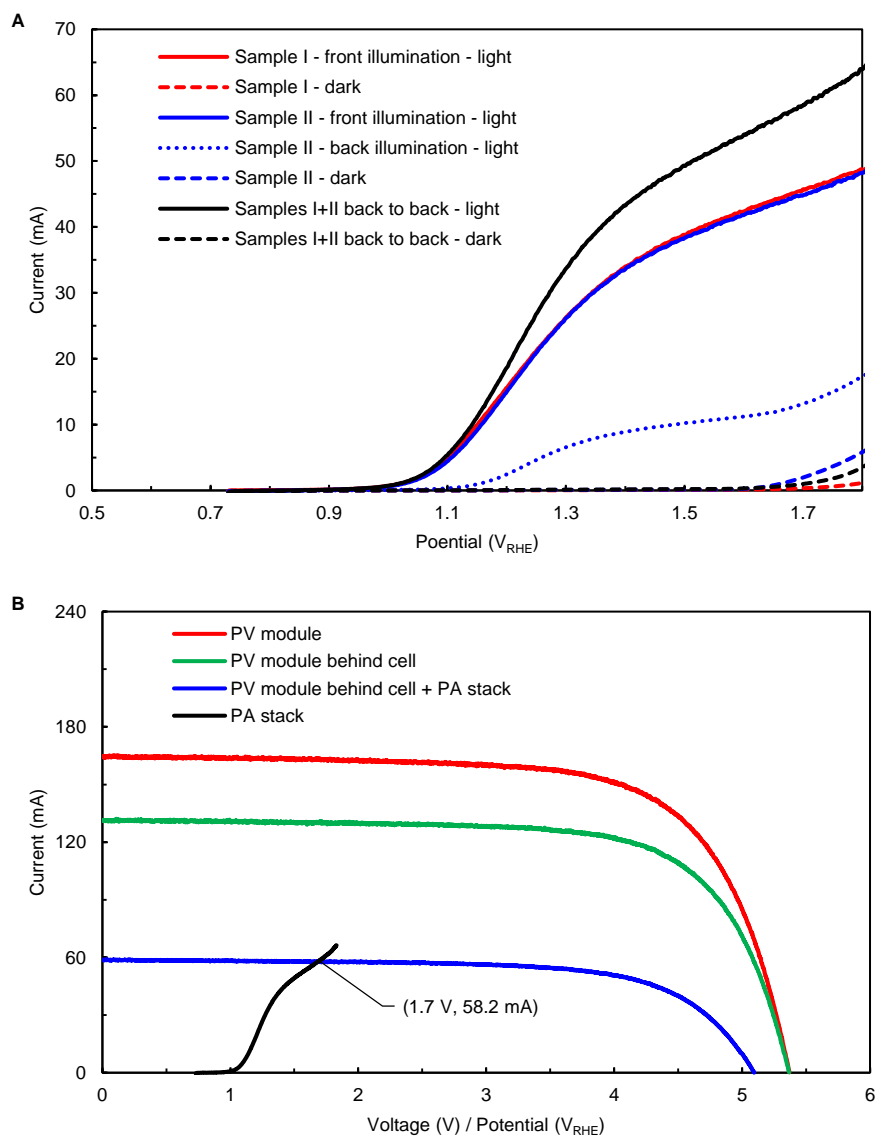 A
70
60
50
40
30
20
10
0
Current (mA)
Sample I - front illumination - light
Sample I - dark
Sample II - front illumination - light
Sample II - back illumination - light
Sample II - dark
Samples I+II back to back - light
Samples I+II back to back - dark
0.5 0.7 0.9 1.1 1.3 1.5 1.7
Poential (VRHE)
B
240
180
120
60
0
Current (mA)
PV module
PV module behind cell
PV module behind cell + PA stack
PA stack
(1.7 V, 58.2 mA)
0 1 2 3 4 5 6
Voltage (V) / Potential (VRHE)